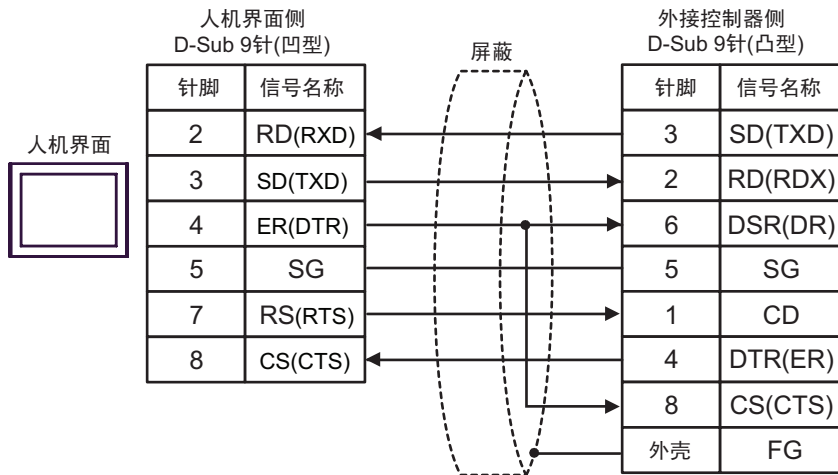 人机界面侧
D-Sub 9针(凹型)
外接控制器侧
D-Sub 9针(凸型)
屏蔽
人机界面
针脚 信号名称
2 RD(RXD)
3 SD(TXD)
4 ER(DTR)
5 SG
7 RS(RTS)
8 CS(CTS)
针脚 信号名称
3 SD(TXD)
2 RD(RDX)
6 DSR(DR)
5 SG
1 CD
4 DTR(ER)
8 CS(CTS)
外壳 FG